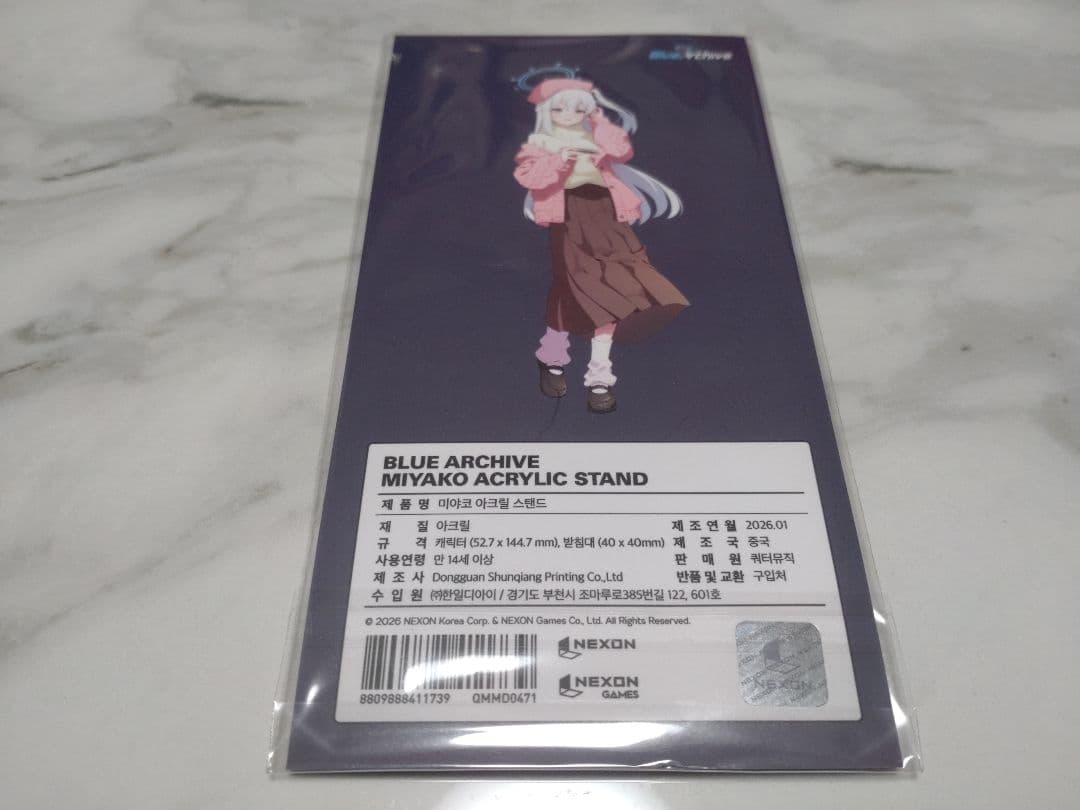 Blue Archive
BLUE ARCHIVE
MIYAKO ACRYLIC STAND
제 품 명 미야코 아크릴 스탠드
재 질 아크릴 제 조 연 월 2026.01
규 격 캐릭터 (52.7 x 144.7 mm), 받침대 (40 x 40mm) 제 조 국 중국
사용연령 만 14세 이상 판 매 원 쿼터뮤직
제 조 사 Dongguan Shunqiang Printing Co.,Ltd 반품 및 교환 구입처
수 입 원 ㈜한일디아이 / 경기도 부천시 조마루로385번길 122, 601호
© 2026 NEXON Korea Corp. & NEXON Games Co., Ltd. All Rights Reserved.
NEXON
NEXON
GAMES
8809888411739 QMMD0471
NEXON